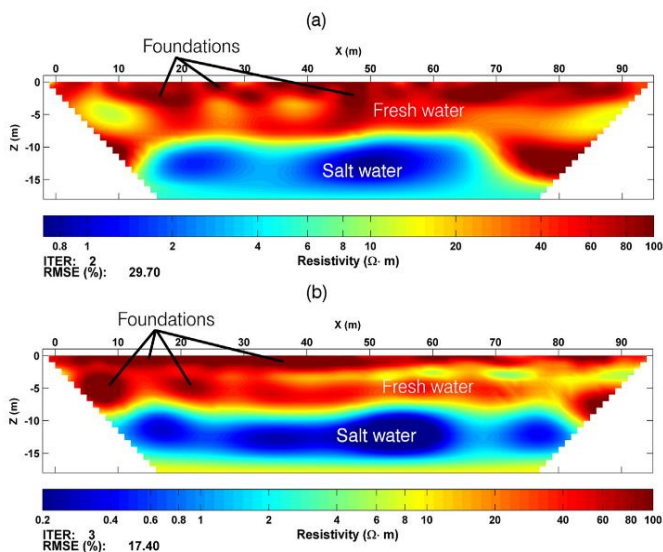 (a)
Foundations
X (m)
0 10 20 30 40 50 60 70 80 90
Z (m)
0
-5
-10
-15
Fresh water
Salt water
0.8 1 2 4 6 8 10 20 40 60 80 100
ITER: 2
Resistivity (Ω· m)
RMSE (%): 29.70
(b)
Foundations
X (m)
0 10 20 30 40 50 60 70 80 90
Z (m)
0
-5
-10
-15
Fresh water
Salt water
0.2 0.4 0.6 0.8 1 2 4 6 8 10 20 40 60 80 100
ITER: 3
Resistivity (Ω· m)
RMSE (%): 17.40